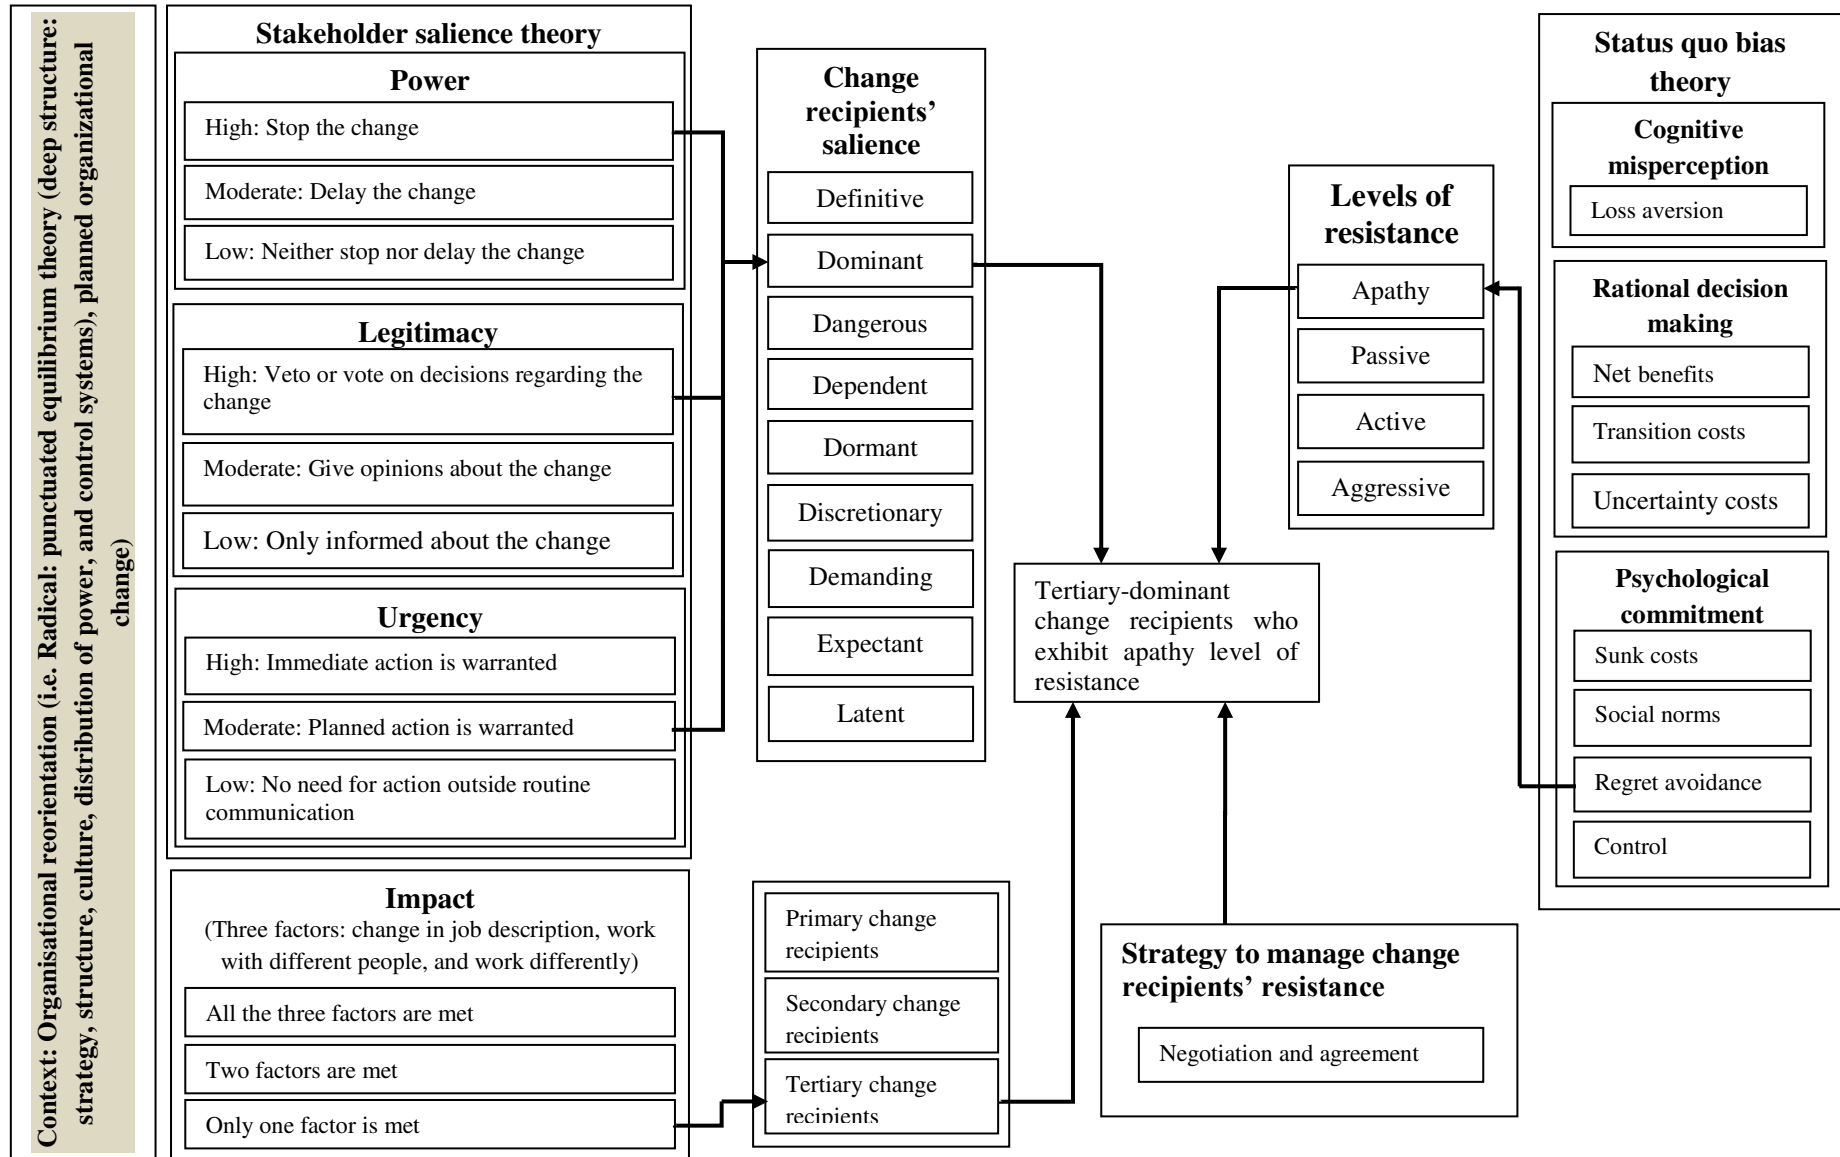 Context: Organisational reorientation (i.e. Radical: punctuated equilibrium theory (deep structure:
strategy, structure, culture, distribution of power, and control systems), planned organizational
change)
Stakeholder salience theory
Power
High: Stop the change
Moderate: Delay the change
Low: Neither stop nor delay the change
Legitimacy
High: Veto or vote on decisions regarding the
change
Moderate: Give opinions about the change
Low: Only informed about the change
Urgency
High: Immediate action is warranted
Moderate: Planned action is warranted
Low: No need for action outside routine
communication
Impact
(Three factors: change in job description, work
with different people, and work differently)
All the three factors are met
Two factors are met
Only one factor is met
Change
recipients’
salience
Definitive
Dominant
Dangerous
Dependent
Dormant
Discretionary
Demanding
Expectant
Latent
Primary change
recipients
Secondary change
recipients
Tertiary change
recipients
Tertiary-dominant
change recipients who
exhibit apathy level of
resistance
Strategy to manage change
recipients’ resistance
Negotiation and agreement
Levels of
resistance
Apathy
Passive
Active
Aggressive
Status quo bias
theory
Cognitive
misperception
Loss aversion
Rational decision
making
Net benefits
Transition costs
Uncertainty costs
Psychological
commitment
Sunk costs
Social norms
Regret avoidance
Control